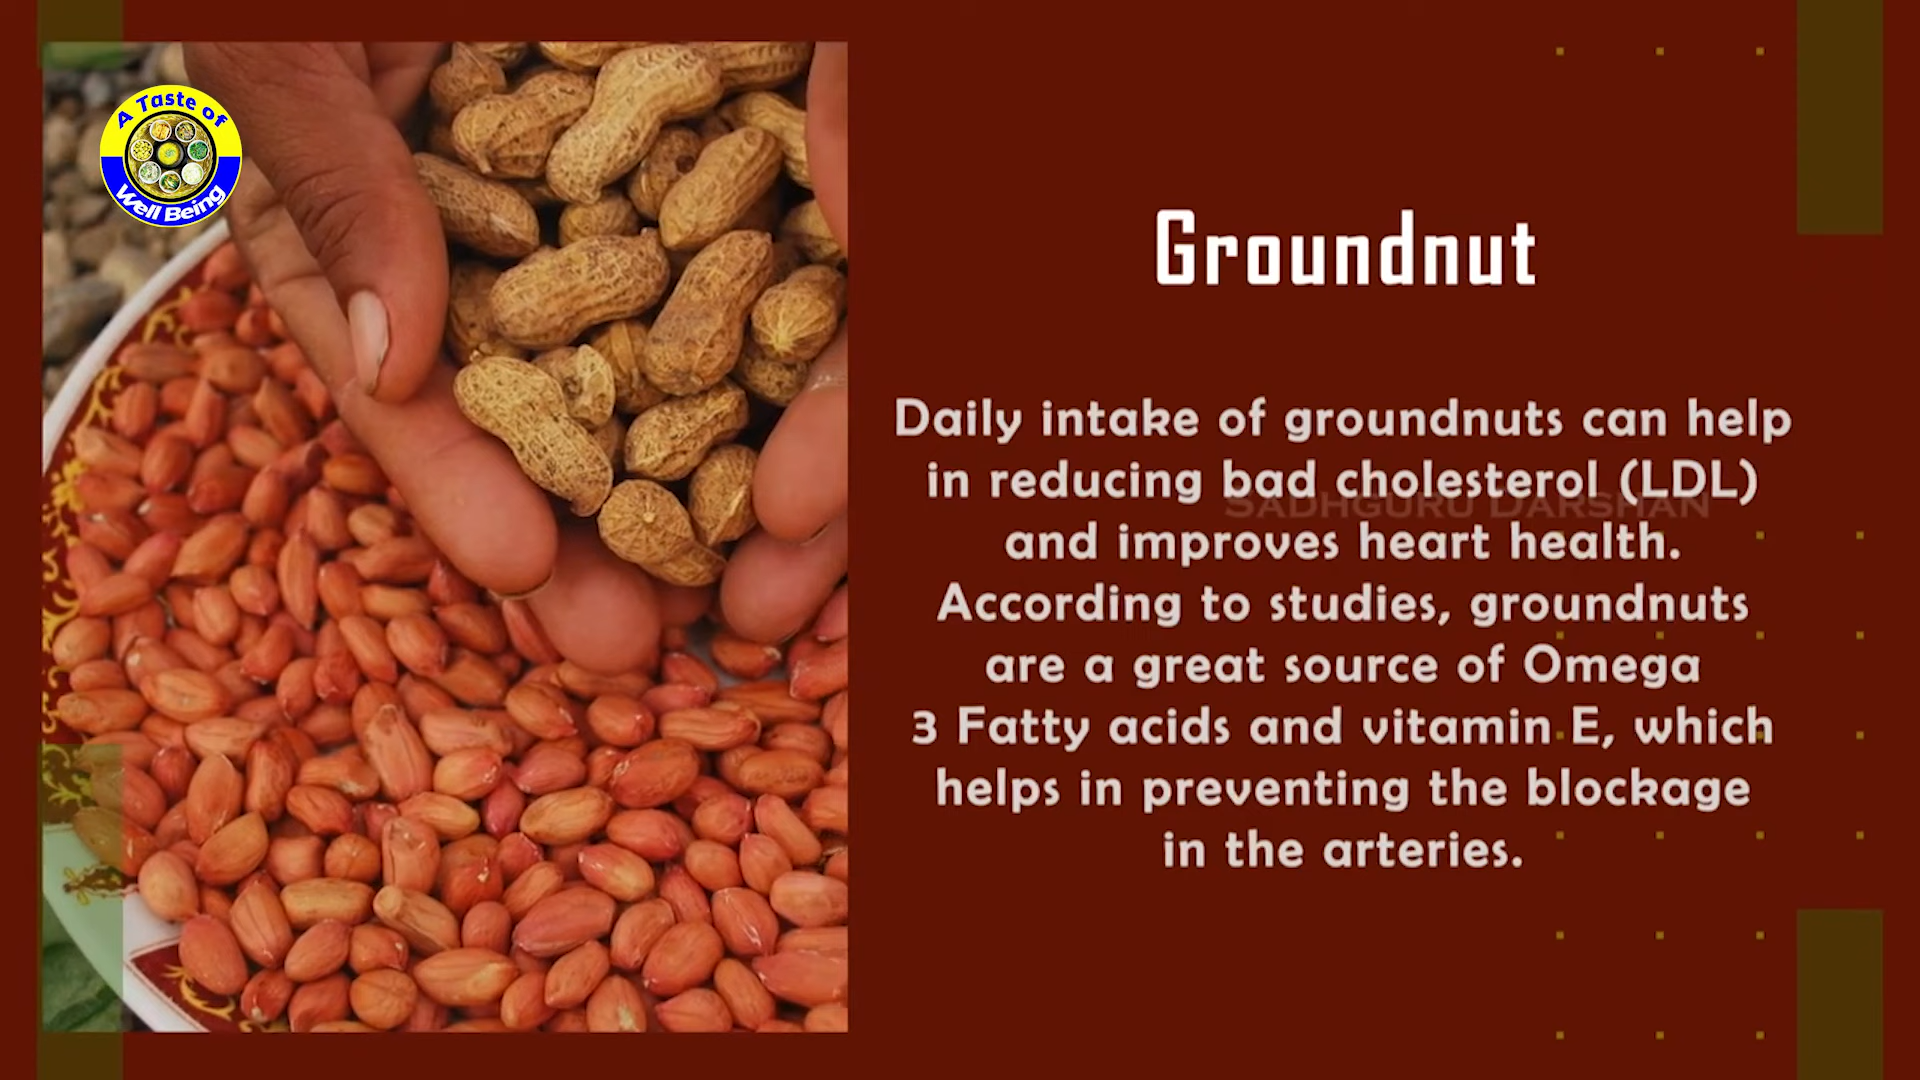 A Taste of
Well Being
Groundnut
Daily intake of groundnuts can help
in reducing bad cholesterol (LDL)
SADHGURU DARSHAN
and improves heart health.
According to studies, groundnuts
are a great source of Omega
3 Fatty acids and vitamin E, which
helps in preventing the blockage
in the arteries.